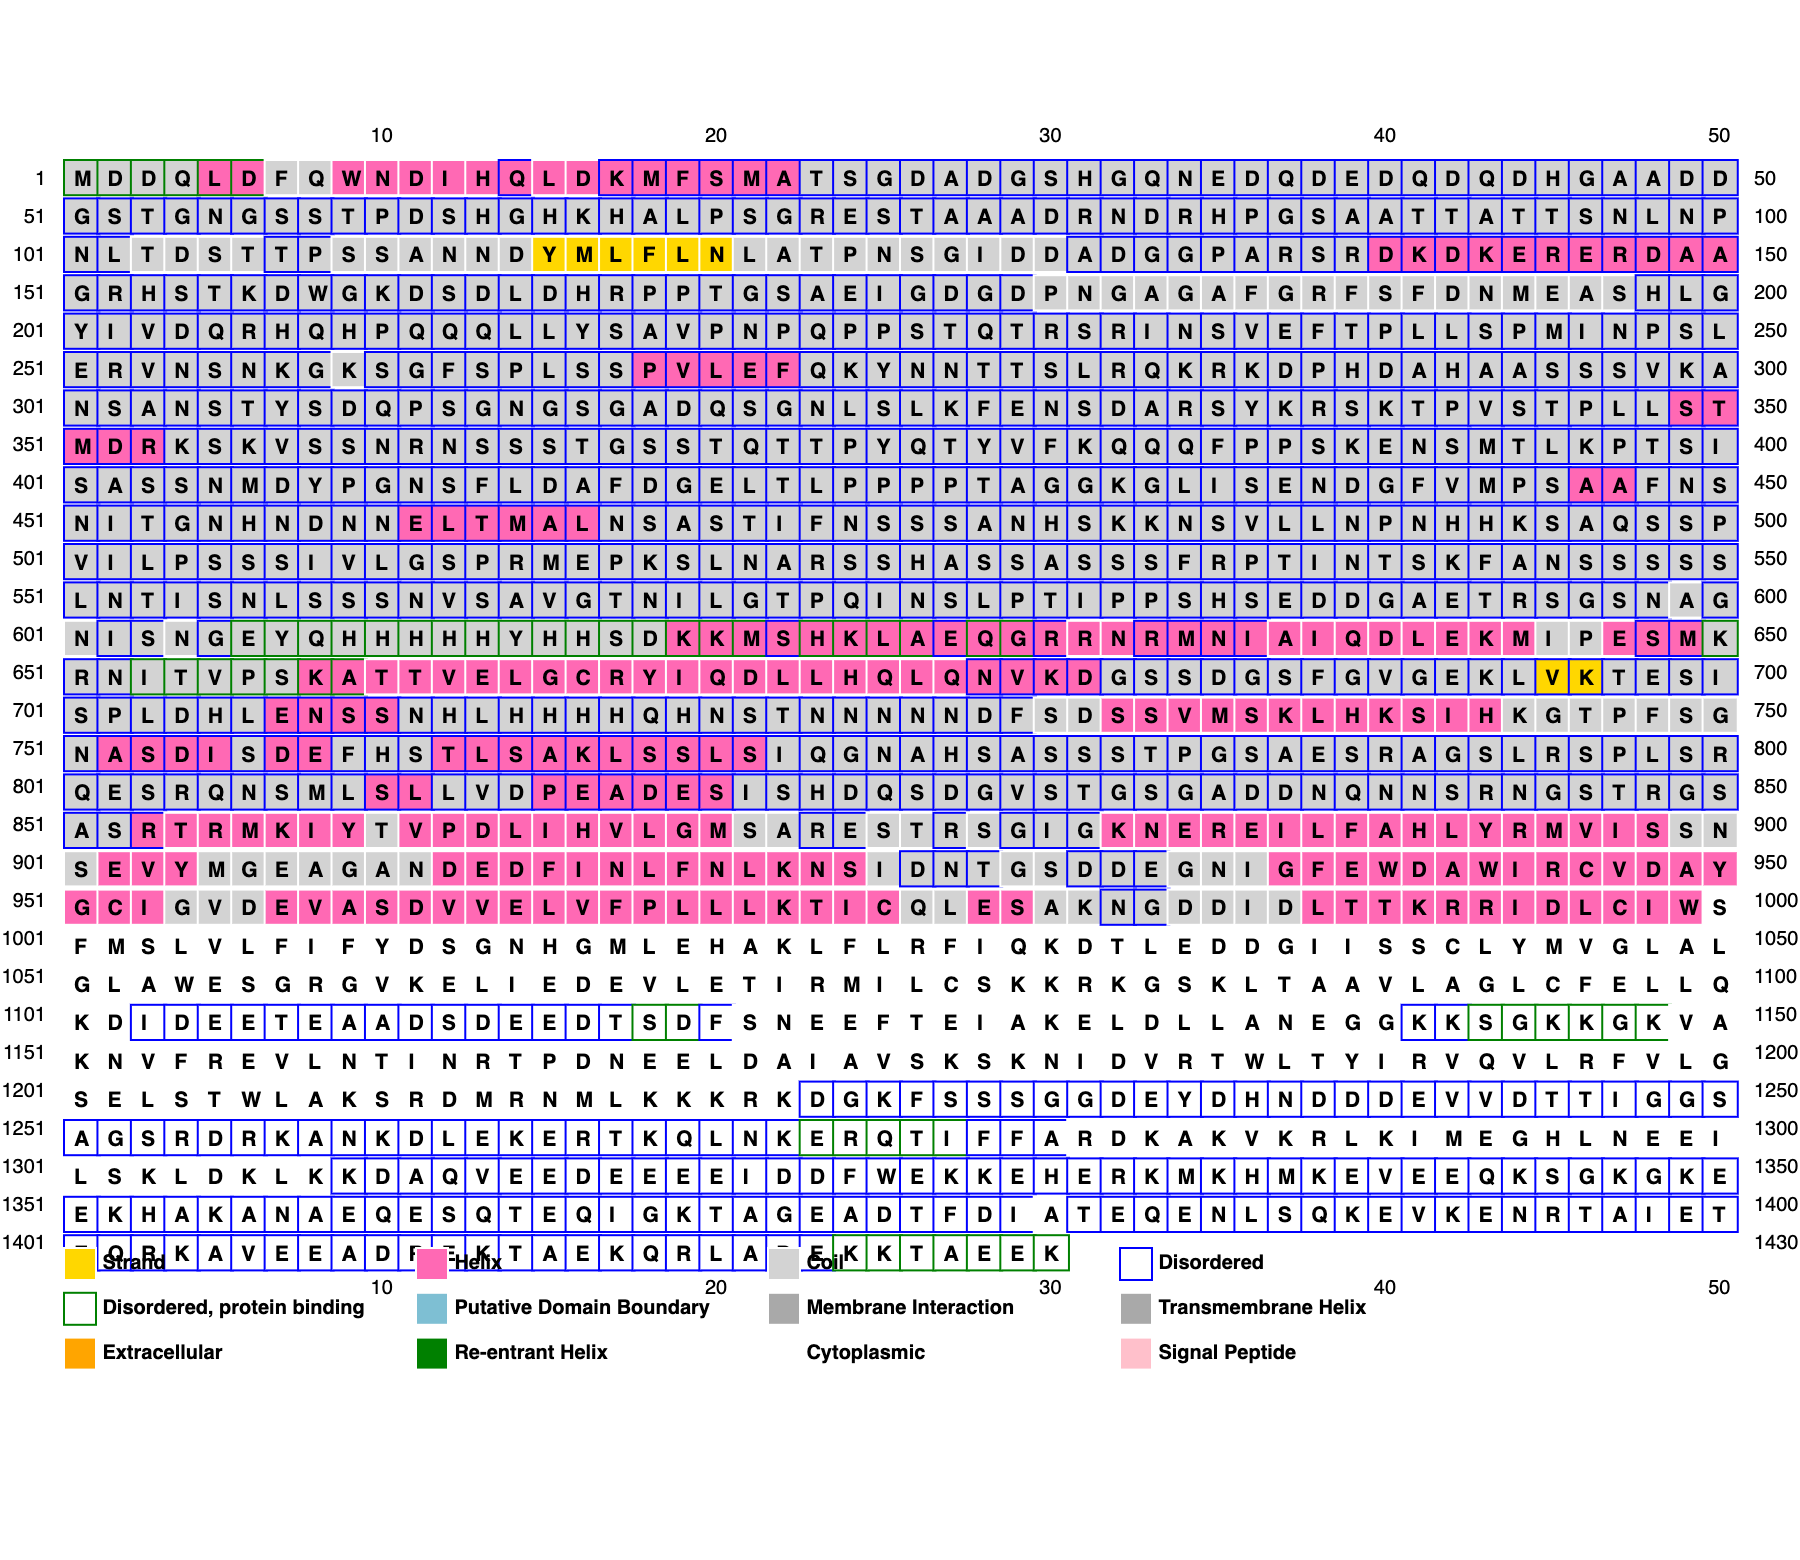 10 20 30 40 50
1 M D D Q L D F Q W N D I H Q L D K M F S M A T S G D A D G S H G Q N E D Q D E D Q D Q D H G A A D D 50
51 G S T G N G S S T P D S H G H K H A L P S G R E S T A A A D R N D R H P G S A A T T A T T S N L N P 100
101 N L T D S T T P S S A N N D Y M L F L N L A T P N S G I D D A D G G P A R S R D K D K E R E R D A A 150
151 G R H S T K D W G K D S D L D H R P P T G S A E I G D G D P N G A G A F G R F S F D N M E A S H L G 200
201 Y I V D Q R H Q H P Q Q Q L L Y S A V P N P Q P P S T Q T R S R I N S V E F T P L L S P M I N P S L 250
251 E R V N S N K G K S G F S P L S S P V L E F Q K Y N N T T S L R Q K R K D P H D A H A A S S S V K A 300
301 N S A N S T Y S D Q P S G N G S G A D Q S G N L S L K F E N S D A R S Y K R S K T P V S T P L L S T 350
351 M D R K S K V S S N R N S S S T G S S T Q T T P Y Q T Y V F K Q Q Q F P P S K E N S M T L K P T S I 400
401 S A S S N M D Y P G N S F L D A F D G E L T L P P P P T A G G K G L I S E N D G F V M P S A A F N S 450
451 N I T G N H N D N N E L T M A L N S A S T I F N S S S A N H S K K N S V L L N P N H H K S A Q S S P 500
501 V I L P S S S I V L G S P R M E P K S L N A R S S H A S S A S S S F R P T I N T S K F A N S S S S S 550
551 L N T I S N L S S S N V S A V G T N I L G T P Q I N S L P T I P P S H S E D D G A E T R S G S N A G 600
601 N I S N G E Y Q H H H H H Y H H S D K K M S H K L A E Q G R R N R M N I A I Q D L E K M I P E S M K 650
651 R N I T V P S K A T T V E L G C R Y I Q D L L H Q L Q N V K D G S S D G S F G V G E K L V K T E S I 700
701 S P L D H L E N S S N H L H H H H Q H N S T N N N N N D F S D S S V M S K L H K S I H K G T P F S G 750
751 N A S D I S D E F H S T L S A K L S S L S I Q G N A H S A S S S T P G S A E S R A G S L R S P L S R 800
801 Q E S R Q N S M L S L L V D P E A D E S I S H D Q S D G V S T G S G A D D N Q N N S R N G S T R G S 850
851 A S R T R M K I Y T V P D L I H V L G M S A R E S T R S G I G K N E R E I L F A H L Y R M V I S S N 900
901 S E V Y M G E A G A N D E D F I N L F N L K N S I D N T G S D D E G N I G F E W D A W I R C V D A Y 950
951 G C I G V D E V A S D V V E L V F P L L L K T I C Q L E S A K N G D D I D L T T K R R I D L C I W S 1000
1001 F M S L V L F I F Y D S G N H G M L E H A K L F L R F I Q K D T L E D D G I I S S C L Y M V G L A L 1050
1051 G L A W E S G R G V K E L I E D E V L E T I R M I L C S K K R K G S K L T A A V L A G L C F E L L Q 1100
1101 K D I D E E T E A A D S D E E D T S D F S N E E F T E I A K E L D L L A N E G G K K S G K K G K V A 1150
1151 K N V F R E V L N T I N R T P D N E E L D A I A V S K S K N I D V R T W L T Y I R V Q V L R F V L G 1200
1201 S E L S T W L A K S R D M R N M L K K K R K D G K F S S S G G D E Y D H N D D D E V V D T T I G G S 1250
1251 A G S R D R K A N K D L E K E R T K Q L N K E R Q T I F F A R D K A K V K R L K I M E G H L N E E I 1300
1301 L S K L D K L K K D A Q V E E D E E E E I D D F W E K K E H E R K M K H M K E V E E Q K S G K G K E 1350
1351 E K H A K A N A E Q E S Q T E Q I G K T A G E A D T F D I A T E Q E N L S Q K E V K E N R T A I E T 1400
1401 Q R K A V E E A D E K T A E K Q R L A E K K T A E E K 1430
Strand Helix Coil Disordered
10 20 30 40 50
Disordered, protein binding Putative Domain Boundary Membrane Interaction Transmembrane Helix
Extracellular Re-entrant Helix Cytoplasmic Signal Peptide